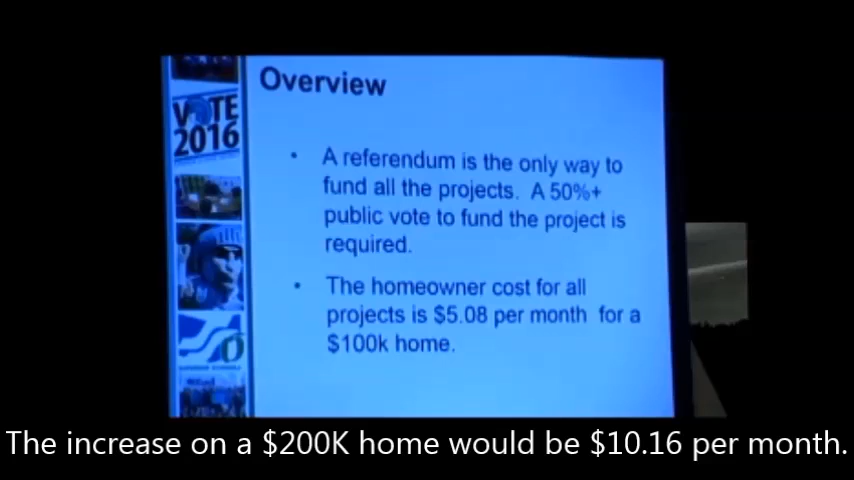 Overview
VOTE
2016
• A referendum is the only way to
fund all the projects. A 50%+
public vote to fund the project is
required.
• The homeowner cost for all
projects is $5.08 per month for a
$100k home.
The increase on a $200K home would be $10.16 per month.